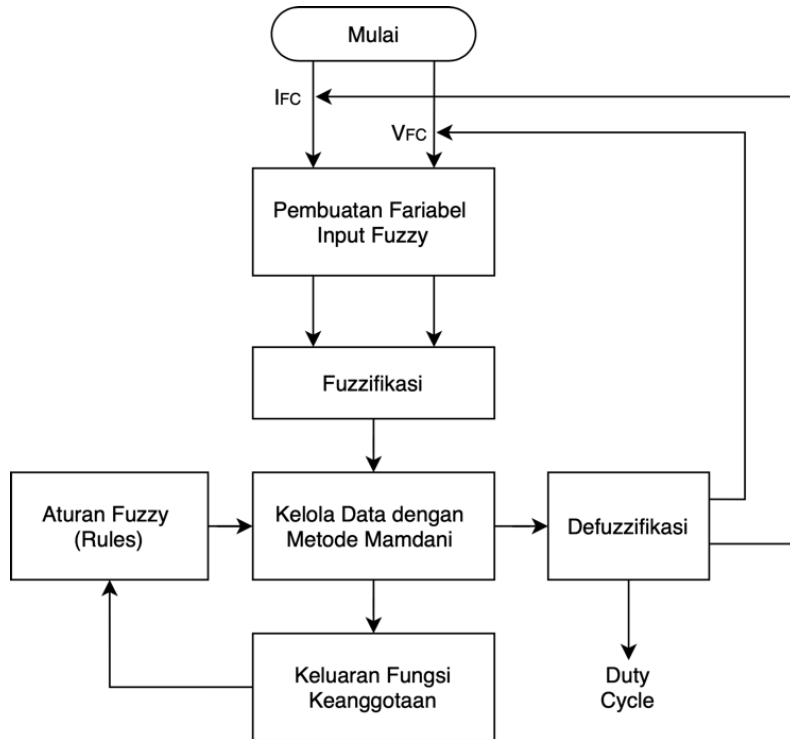 Mulai
IFC
VFC
Pembuatan Fariabel
Input Fuzzy
Fuzzifikasi
Aturan Fuzzy
(Rules)
Kelola Data dengan
Metode Mamdani
Defuzzifikasi
Keluaran Fungsi
Keanggotaan
Duty
Cycle